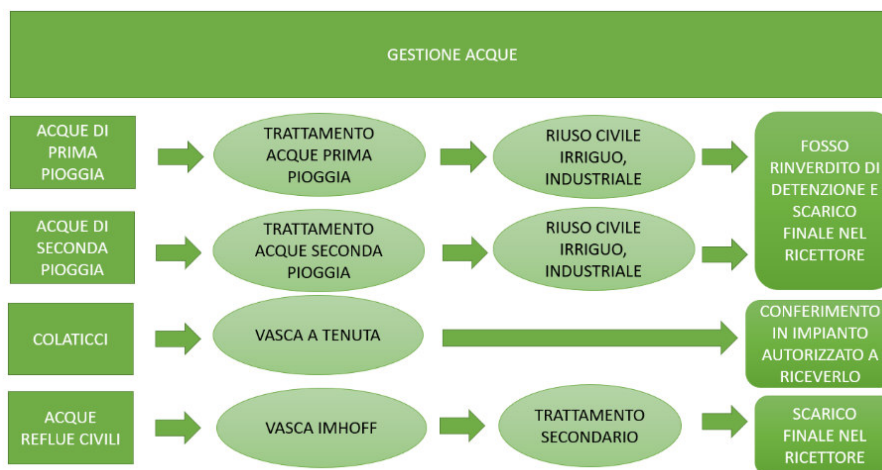 GESTIONE ACQUE
ACQUE DI
PRIMA
PIOGGIA
TRATTAMENTO
ACQUE PRIMA
PIOGGIA
RIUSO CIVILE
IRRIGUO,
INDUSTRIALE
FOSSO
RINVERDITO DI
DETENZIONE E
SCARICO
FINALE NEL
RICETTORE
ACQUE DI
SECONDA
PIOGGIA
TRATTAMENTO
ACQUE SECONDA
PIOGGIA
RIUSO CIVILE
IRRIGUO,
INDUSTRIALE
COLATICCI
VASCA A TENUTA
CONFERIMENTO
IN IMPIANTO
AUTORIZZATO A
RICEVERLO
ACQUE
REFLUE CIVILI
VASCA IMHOFF
TRATTAMENTO
SECONDARIO
SCARICO
FINALE NEL
RICETTORE